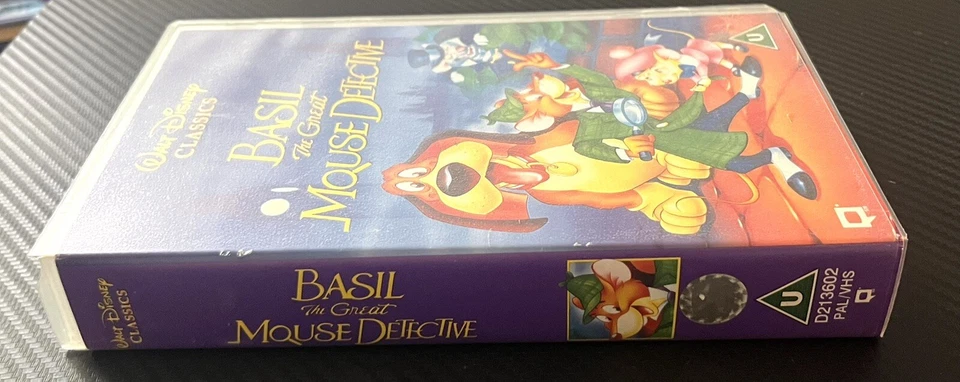 WALT DISNEY
CLASSICS
BASIL
The Great
MOUSE DETECTIVE
U
WALT DISNEY
CLASSICS
BASIL
The Great
MOUSE DETECTIVE
U
D213602
PAL/VHS